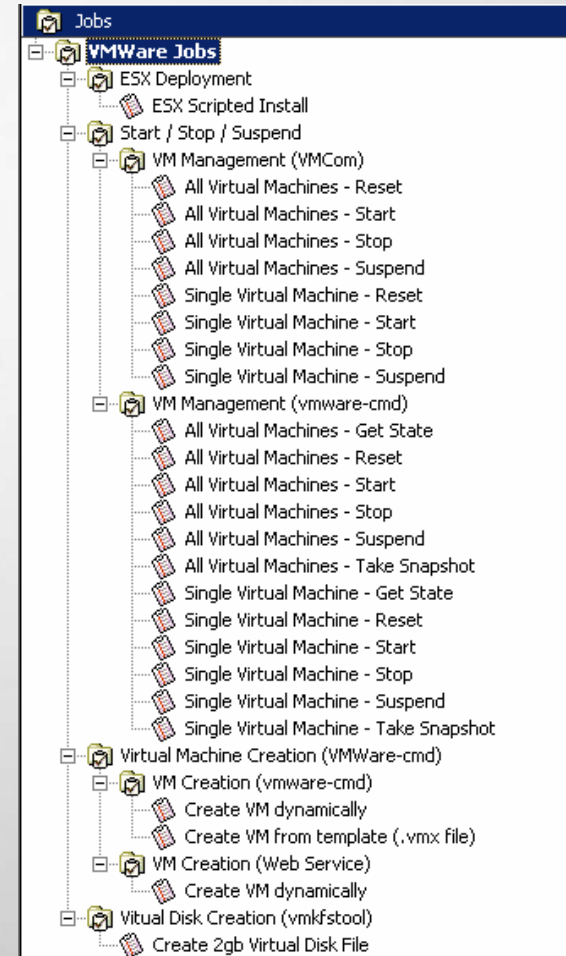 Jobs
VMWare Jobs
ESX Deployment
ESX Scripted Install
Start / Stop / Suspend
VM Management (VMCom)
All Virtual Machines - Reset
All Virtual Machines - Start
All Virtual Machines - Stop
All Virtual Machines - Suspend
Single Virtual Machine - Reset
Single Virtual Machine - Start
Single Virtual Machine - Stop
Single Virtual Machine - Suspend
VM Management (vmware-cmd)
All Virtual Machines - Get State
All Virtual Machines - Reset
All Virtual Machines - Start
All Virtual Machines - Stop
All Virtual Machines - Suspend
All Virtual Machines - Take Snapshot
Single Virtual Machine - Get State
Single Virtual Machine - Reset
Single Virtual Machine - Start
Single Virtual Machine - Stop
Single Virtual Machine - Suspend
Single Virtual Machine - Take Snapshot
Virtual Machine Creation (VMWare-cmd)
VM Creation (vmware-cmd)
Create VM dynamically
Create VM from template (.vmx file)
VM Creation (Web Service)
Create VM dynamically
Vitual Disk Creation (vmkfstool)
Create 2gb Virtual Disk File